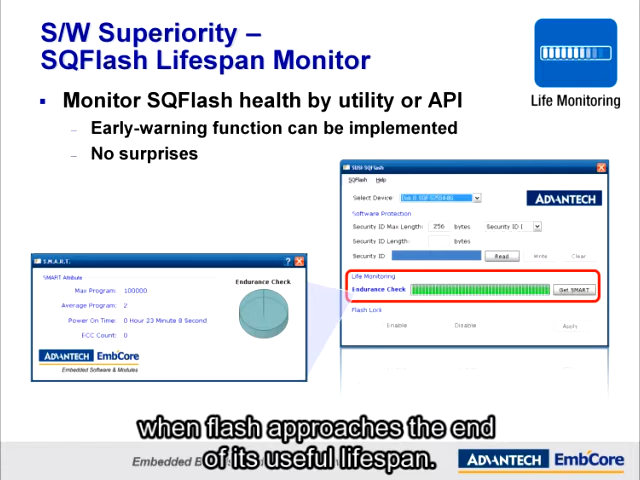 S/W Superiority –
SQFlash Lifespan Monitor
Life Monitoring
▪ Monitor SQFlash health by utility or API
– Early-warning function can be implemented
– No surprises
SUSI SQFlash
SQFlash Help
Select Device:
ADVANTECH
Software Protection
Security ID Max Length: 256 bytes Security ID [
Security ID Length: bytes
Security ID Read Write Clear
Life Monitoring
Endurance Check Get SMART
Flash Lock
Enable Disable Apply
S.M.A.R.T.
SMART Attribute
Max Program: 100000
Average Program: 2
Power On Time: 0 Hour 23 Minute 8 Second
ECC Count: 0
Endurance Check
ADVANTECH EmbCore
Embedded Software & Modules
when flash approaches the end
of its useful lifespan.
Embedded
ADVANTECH EmbCore